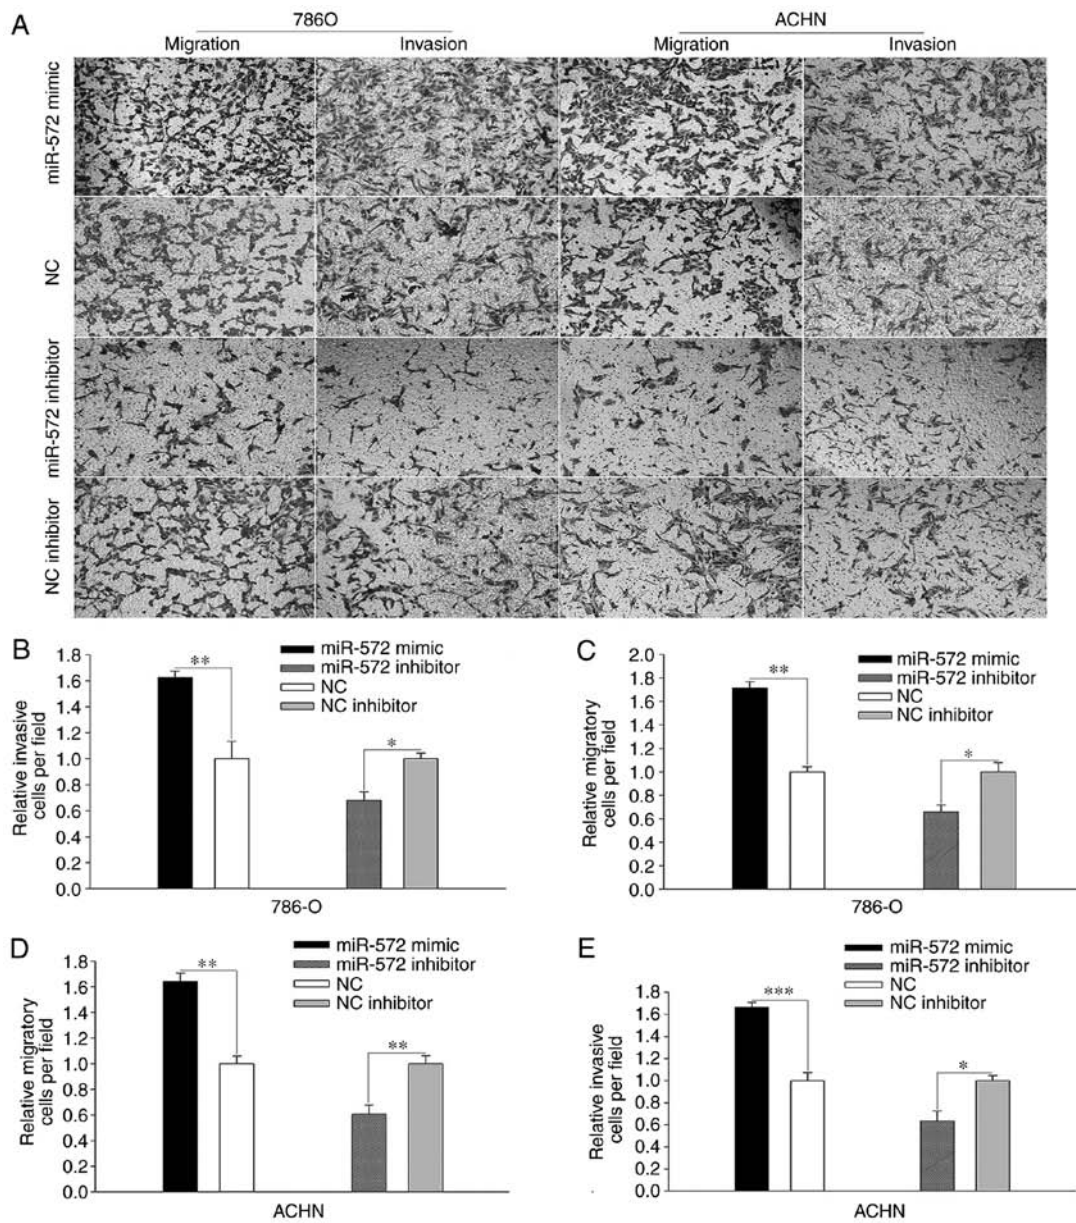 A
786O
ACHN
Migration
Invasion
Migration
Invasion
miR-572 mimic
NC
miR-572 inhibitor
NC inhibitor
B
1.8
1.6
1.4
1.2
1.0
0.8
0.6
0.4
0.2
0.0
Relative invasive
cells per field
**
*
miR-572 mimic
miR-572 inhibitor
NC
NC inhibitor
786-O
C
2.0
1.8
1.6
1.4
1.2
1.0
0.8
0.6
0.4
0.2
0.0
Relative migratory
cells per field
**
*
miR-572 mimic
miR-572 inhibitor
NC
NC inhibitor
786-O
D
1.8
1.6
1.4
1.2
1.0
0.8
0.6
0.4
0.2
0.0
Relative migratory
cells per field
**
**
miR-572 mimic
miR-572 inhibitor
NC
NC inhibitor
ACHN
E
1.8
1.6
1.4
1.2
1.0
0.8
0.6
0.4
0.2
0.0
Relative invasive
cells per field
***
*
miR-572 mimic
miR-572 inhibitor
NC
NC inhibitor
ACHN